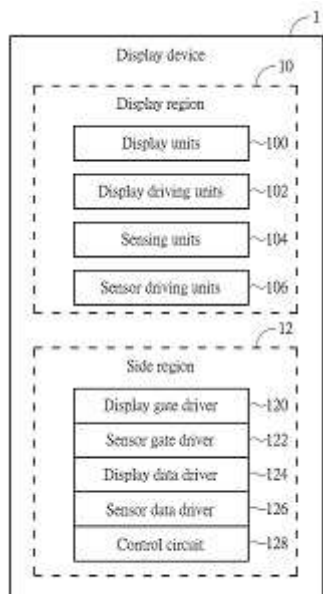 1
Display device
10
Display region
Display units 100
Display driving units 102
Sensing units 104
Sensor driving units 106
12
Side region
Display gate driver 120
Sensor gate driver 122
Display data driver 124
Sensor data driver 126
Control circuit 128